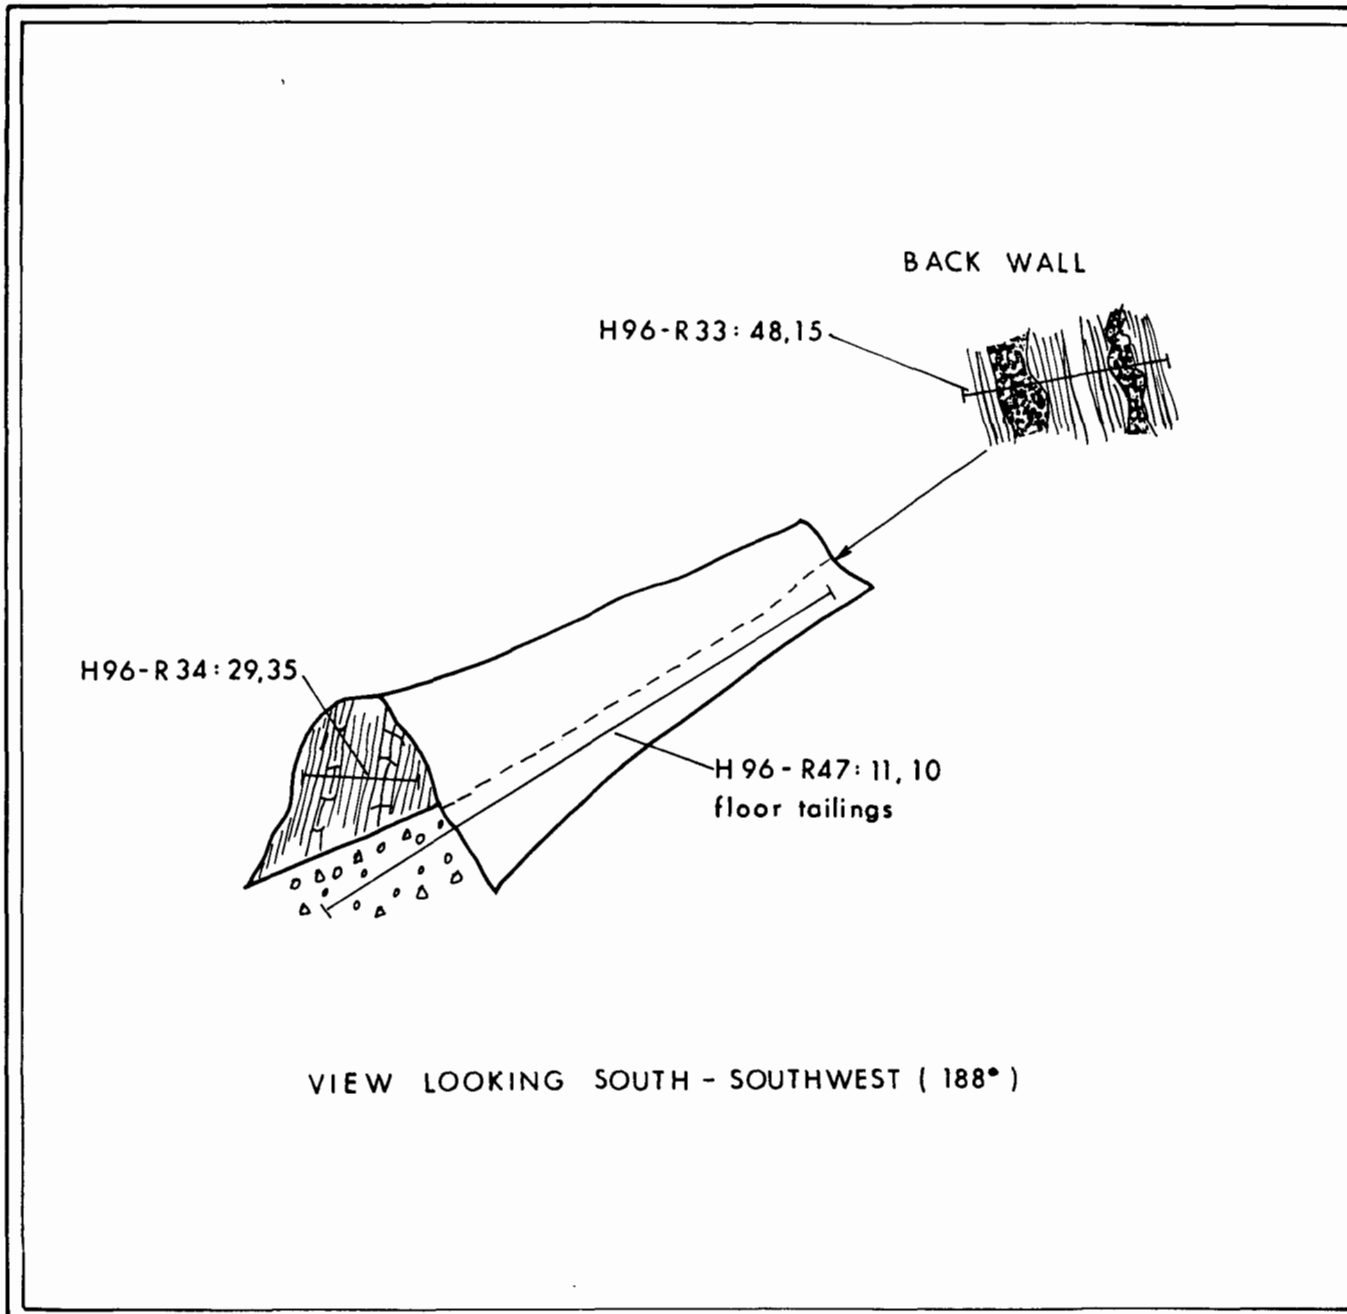 BACK WALL
H96-R33: 48,15
H96-R34: 29,35
H96-R47: 11, 10
floor tailings
VIEW LOOKING SOUTH - SOUTHWEST ( 188° )